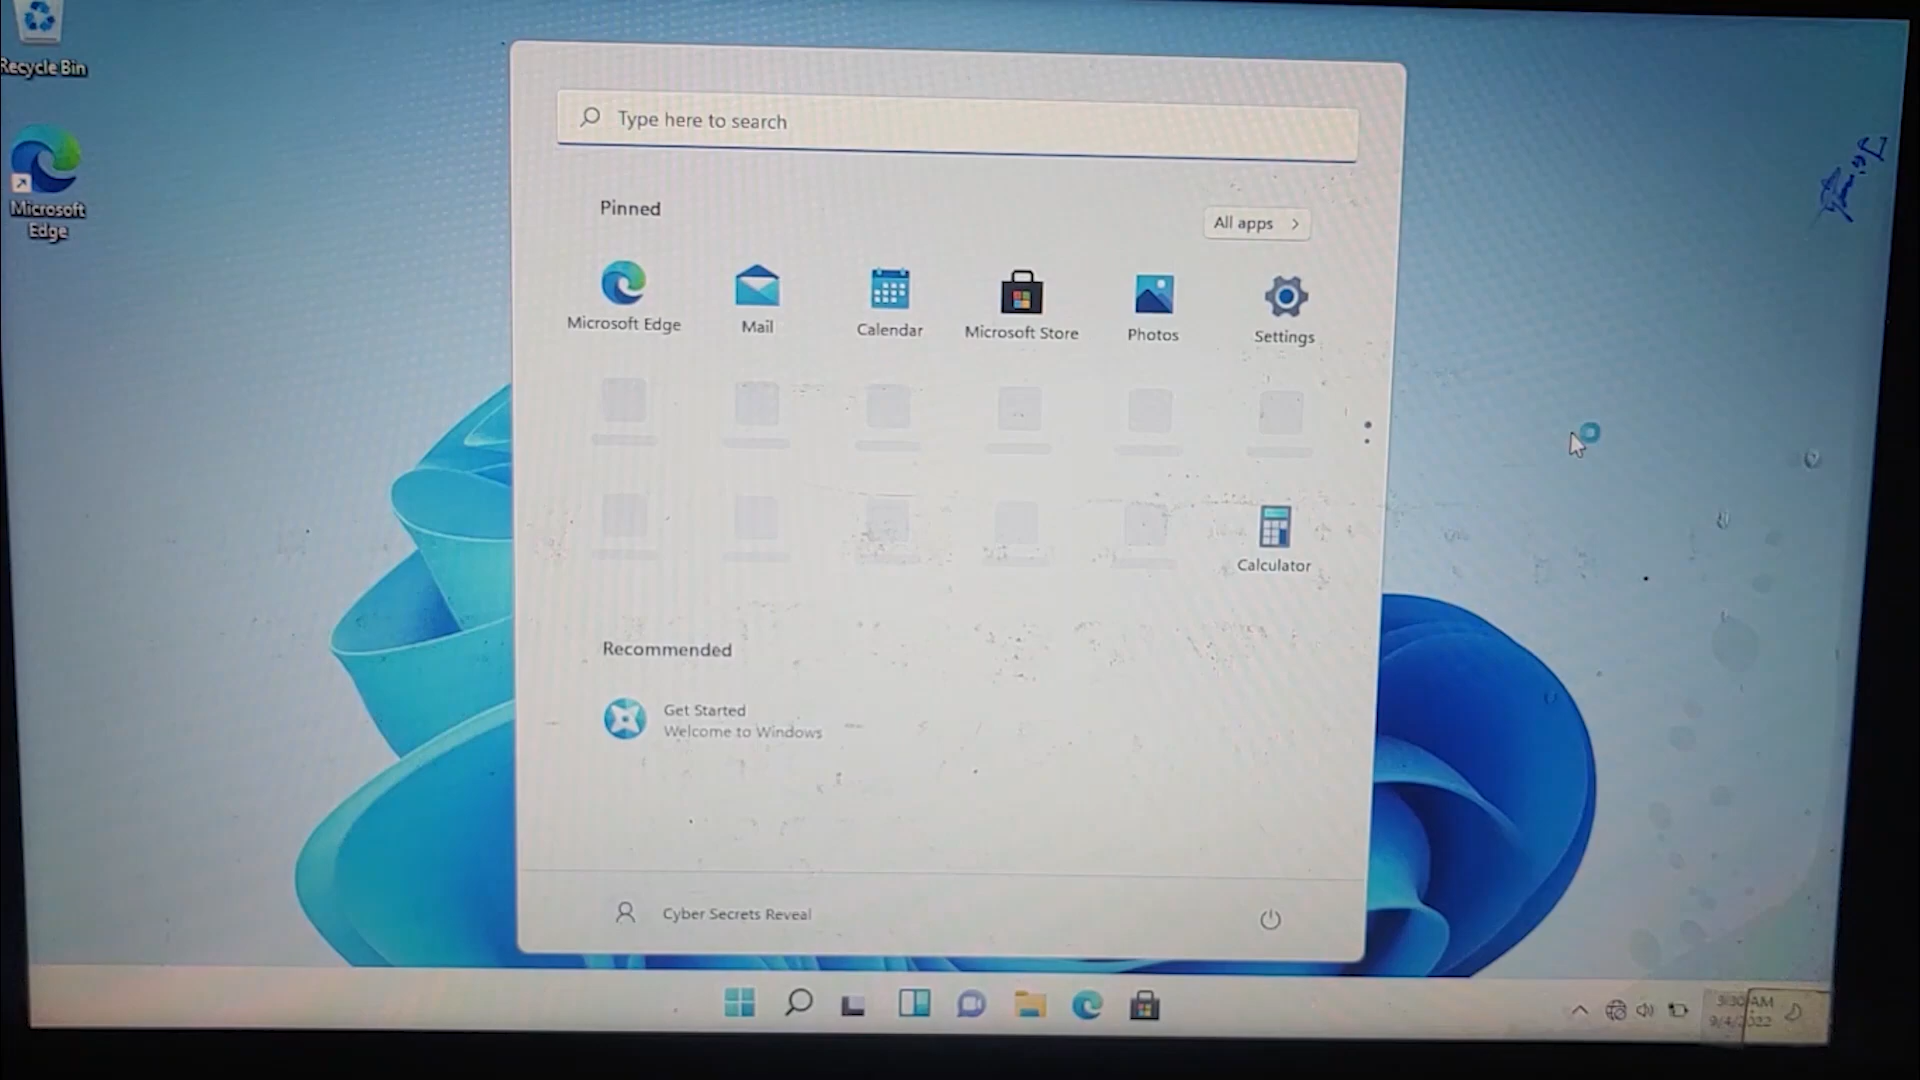 Recycle Bin
Microsoft
Edge
Type here to search
Pinned
All apps
Microsoft Edge
Mail
Calendar
Microsoft Store
Photos
Settings
Calculator
Recommended
Get Started
Welcome to Windows
Cyber Secrets Reveal
9:30 AM
9/4/2022